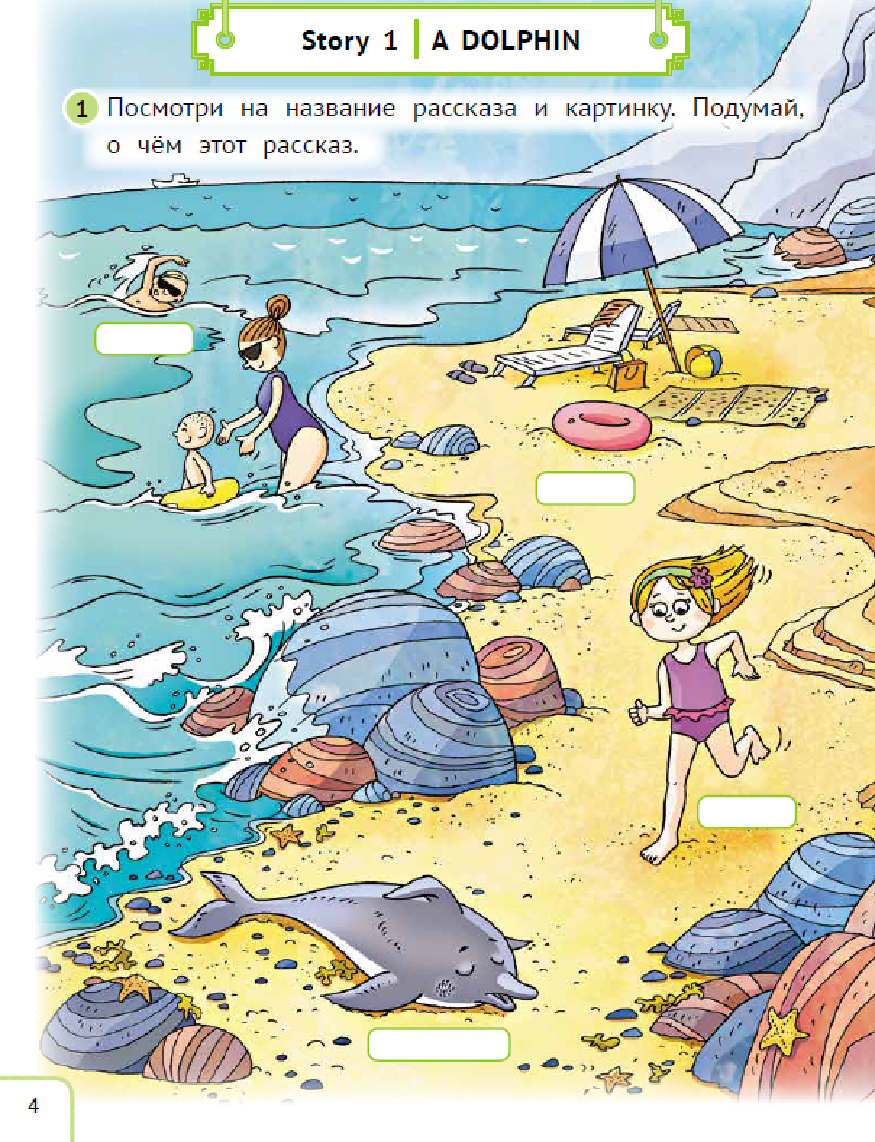 Story 1 A DOLPHIN
1 Посмотри на название рассказа и картинку. Подумай,
о чём этот рассказ.
4